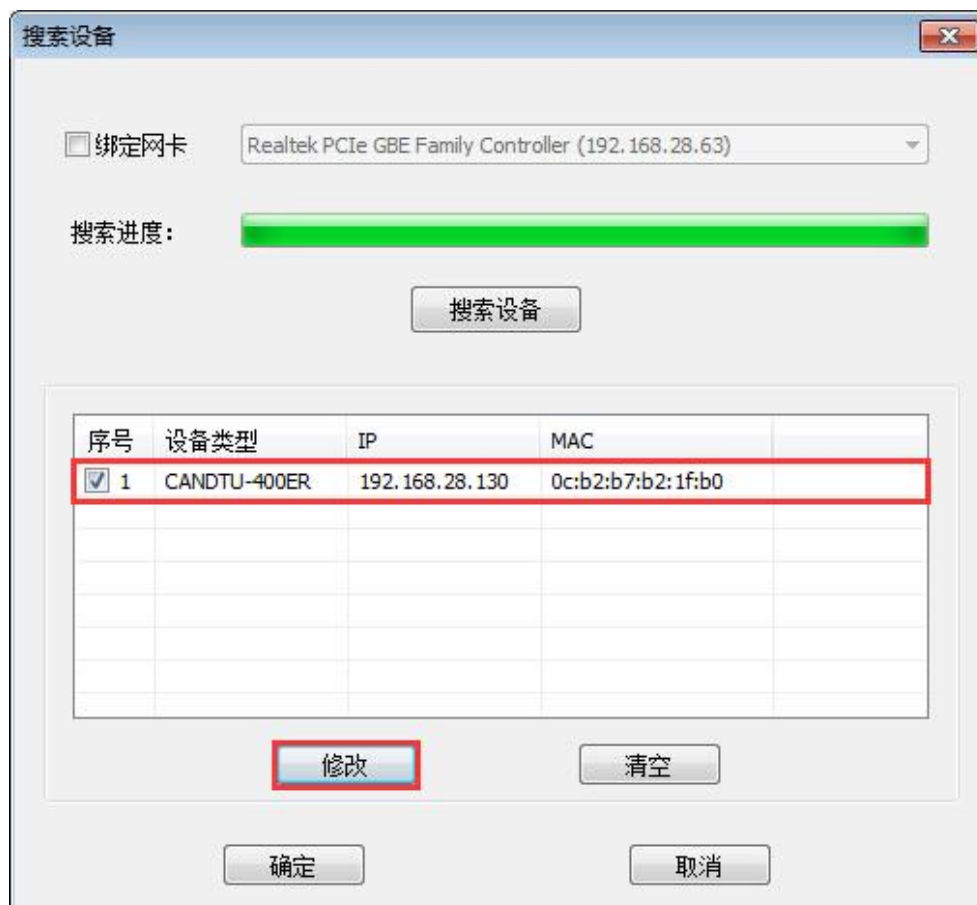 搜索设备
绑定网卡 Realtek PCIe GBE Family Controller (192.168.28.63)
搜索进度：
搜索设备
序号 设备类型 IP MAC
1 CANDTU-400ER 192.168.28.130 0c:b2:b7:b2:1f:b0
修改 清空
确定 取消